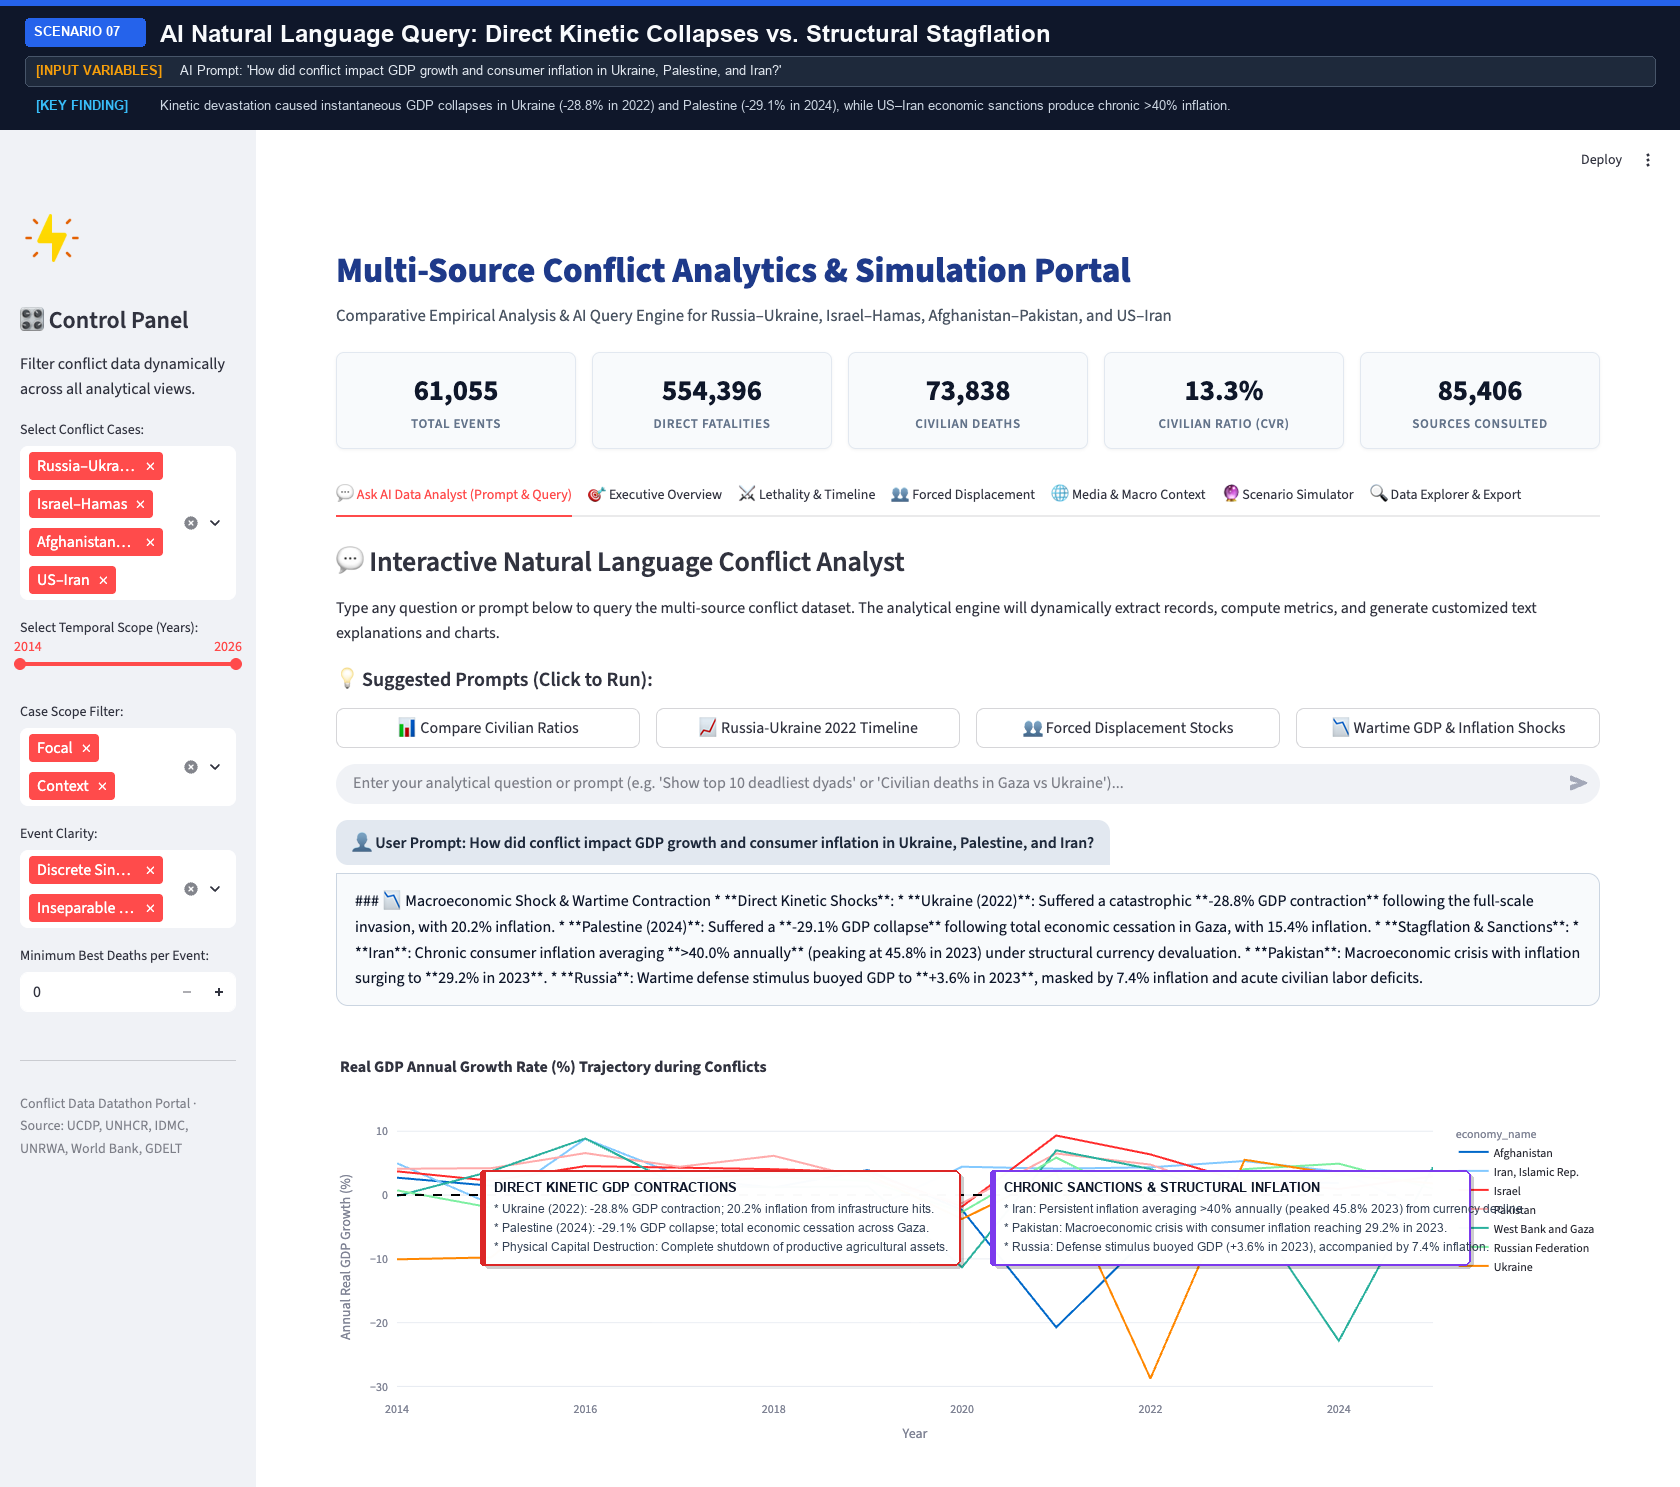 SCENARIO 07
AI Natural Language Query: Direct Kinetic Collapses vs. Structural Stagflation
[INPUT VARIABLES] AI Prompt: 'How did conflict impact GDP growth and consumer inflation in Ukraine, Palestine, and Iran?'
[KEY FINDING] Kinetic devastation caused instantaneous GDP collapses in Ukraine (-28.8% in 2022) and Palestine (-29.1% in 2024), while US–Iran economic sanctions produce chronic >40% inflation.
Deploy
Control Panel
Filter conflict data dynamically
across all analytical views.
Select Conflict Cases:
Russia–Ukra...
Israel–Hamas
Afghanistan...
US–Iran
Select Temporal Scope (Years):
2014 2026
Case Scope Filter:
Focal
Context
Event Clarity:
Discrete Sin...
Inseparable ...
Minimum Best Deaths per Event:
0
Conflict Data Datathon Portal ·
Source: UCDP, UNHCR, IDMC,
UNRWA, World Bank, GDELT
Multi-Source Conflict Analytics & Simulation Portal
Comparative Empirical Analysis & AI Query Engine for Russia–Ukraine, Israel–Hamas, Afghanistan–Pakistan, and US–Iran
61,055
TOTAL EVENTS
554,396
DIRECT FATALITIES
73,838
CIVILIAN DEATHS
13.3%
CIVILIAN RATIO (CVR)
85,406
SOURCES CONSULTED
Ask AI Data Analyst (Prompt & Query)
Executive Overview
Lethality & Timeline
Forced Displacement
Media & Macro Context
Scenario Simulator
Data Explorer & Export
Interactive Natural Language Conflict Analyst
Type any question or prompt below to query the multi-source conflict dataset. The analytical engine will dynamically extract records, compute metrics, and generate customized text
explanations and charts.
Suggested Prompts (Click to Run):
Compare Civilian Ratios
Russia-Ukraine 2022 Timeline
Forced Displacement Stocks
Wartime GDP & Inflation Shocks
Enter your analytical question or prompt (e.g. 'Show top 10 deadliest dyads' or 'Civilian deaths in Gaza vs Ukraine')...
User Prompt: How did conflict impact GDP growth and consumer inflation in Ukraine, Palestine, and Iran?
### Macroeconomic Shock & Wartime Contraction * **Direct Kinetic Shocks**: * **Ukraine (2022)**: Suffered a catastrophic **-28.8% GDP contraction** following the full-scale
invasion, with 20.2% inflation. * **Palestine (2024)**: Suffered a **-29.1% GDP collapse** following total economic cessation in Gaza, with 15.4% inflation. * **Stagflation & Sanctions**: *
**Iran**: Chronic consumer inflation averaging **>40.0% annually** (peaking at 45.8% in 2023) under structural currency devaluation. * **Pakistan**: Macroeconomic crisis with inflation
surging to **29.2% in 2023**. * **Russia**: Wartime defense stimulus buoyed GDP to **+3.6% in 2023**, masked by 7.4% inflation and acute civilian labor deficits.
Real GDP Annual Growth Rate (%) Trajectory during Conflicts
Annual Real GDP Growth (%)
10
0
−10
−20
−30
2014 2016 2018 2020 2022 2024
Year
DIRECT KINETIC GDP CONTRACTIONS
* Ukraine (2022): -28.8% GDP contraction; 20.2% inflation from infrastructure hits.
* Palestine (2024): -29.1% GDP collapse; total economic cessation across Gaza.
* Physical Capital Destruction: Complete shutdown of productive agricultural assets.
CHRONIC SANCTIONS & STRUCTURAL INFLATION
* Iran: Persistent inflation averaging >40% annually (peaked 45.8% 2023) from currency decline.
* Pakistan: Macroeconomic crisis with consumer inflation reaching 29.2% in 2023.
* Russia: Defense stimulus buoyed GDP (+3.6% in 2023), accompanied by 7.4% inflation.
economy_name
Afghanistan
Iran, Islamic Rep.
Israel
Pakistan
West Bank and Gaza
Russian Federation
Ukraine